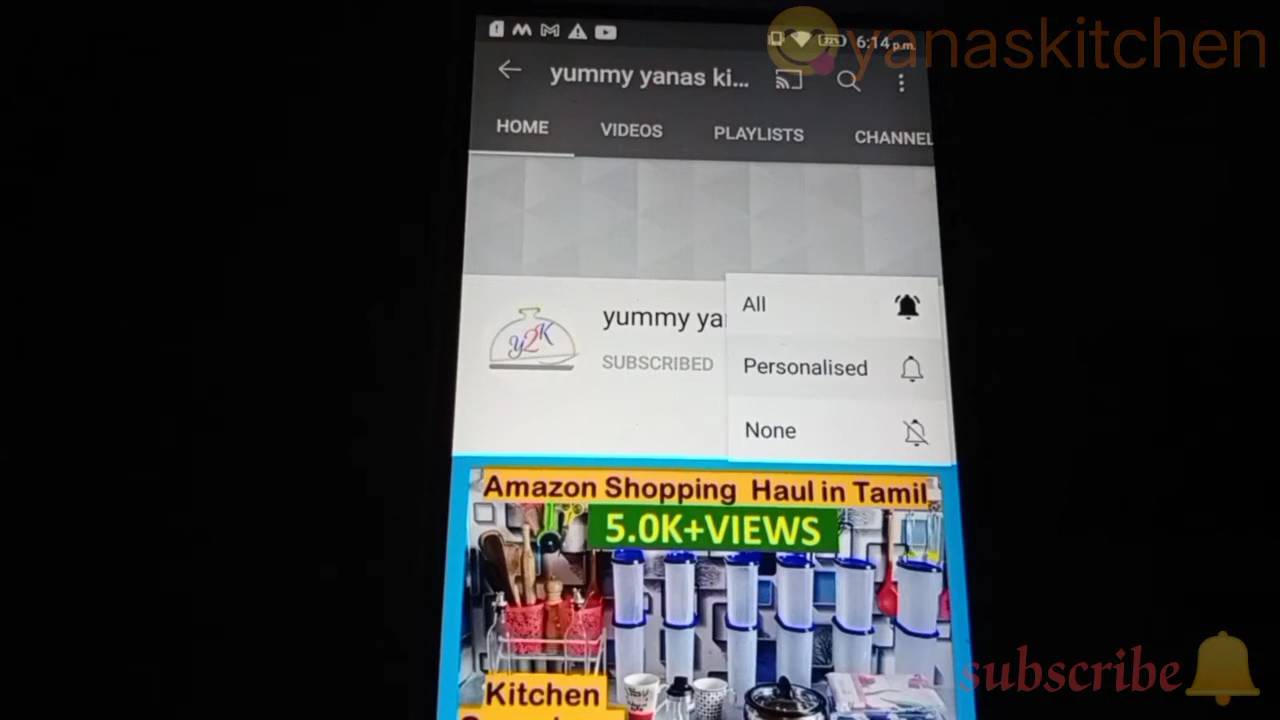 yanaskitchen
6:14 p.m.
yummy yanas ki...
HOME VIDEOS PLAYLISTS CHANNEL
yummy ya
SUBSCRIBED
All
Personalised
None
Amazon Shopping Haul in Tamil
5.0K+VIEWS
Y2K
Kitchen
subscribe